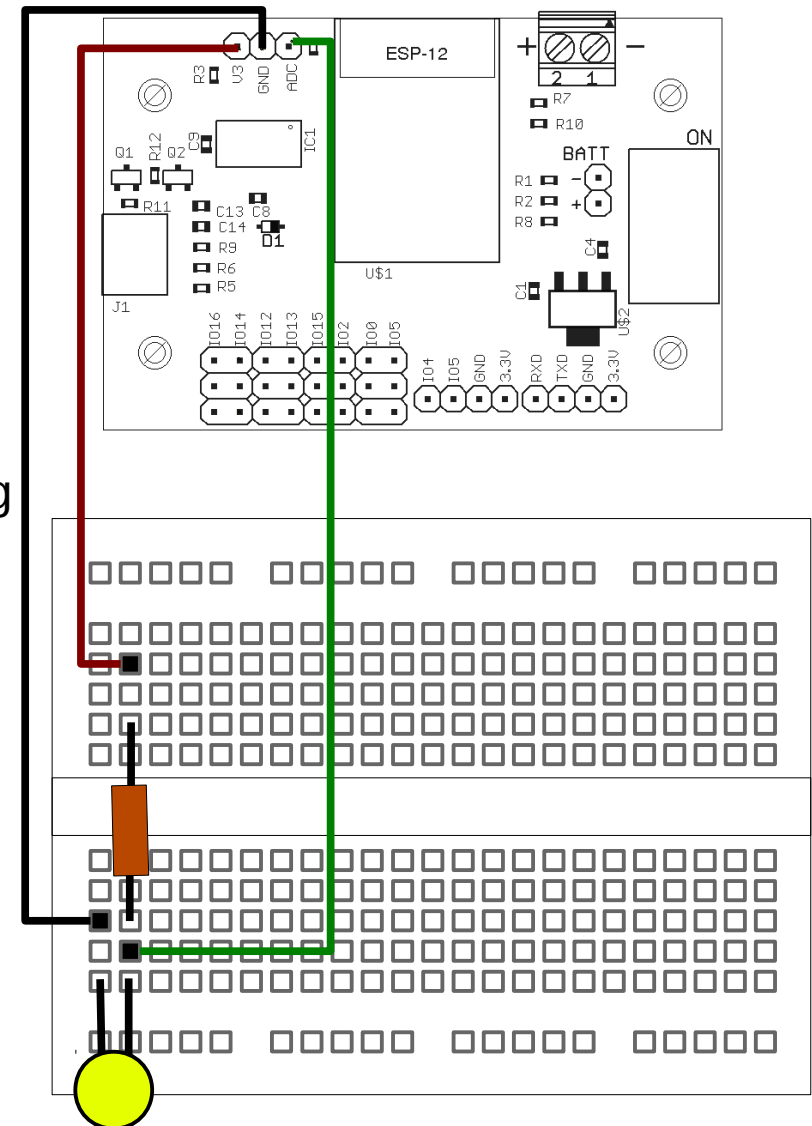 ESP-12
+
-
2 1
R3
V3
GND
ADC
R7
R10
ON
Q1
R12
Q2
C9
IC1
BATT
R1
-
R2
+
R8
R11
C13
C8
C14
D1
R9
R6
R5
J1
U$1
C4
C1
U$2
IO16
IO14
IO12
IO13
IO15
IO2
IO0
IO5
IO4
IO5
GND
3.3V
RXD
TXD
GND
3.3V
g